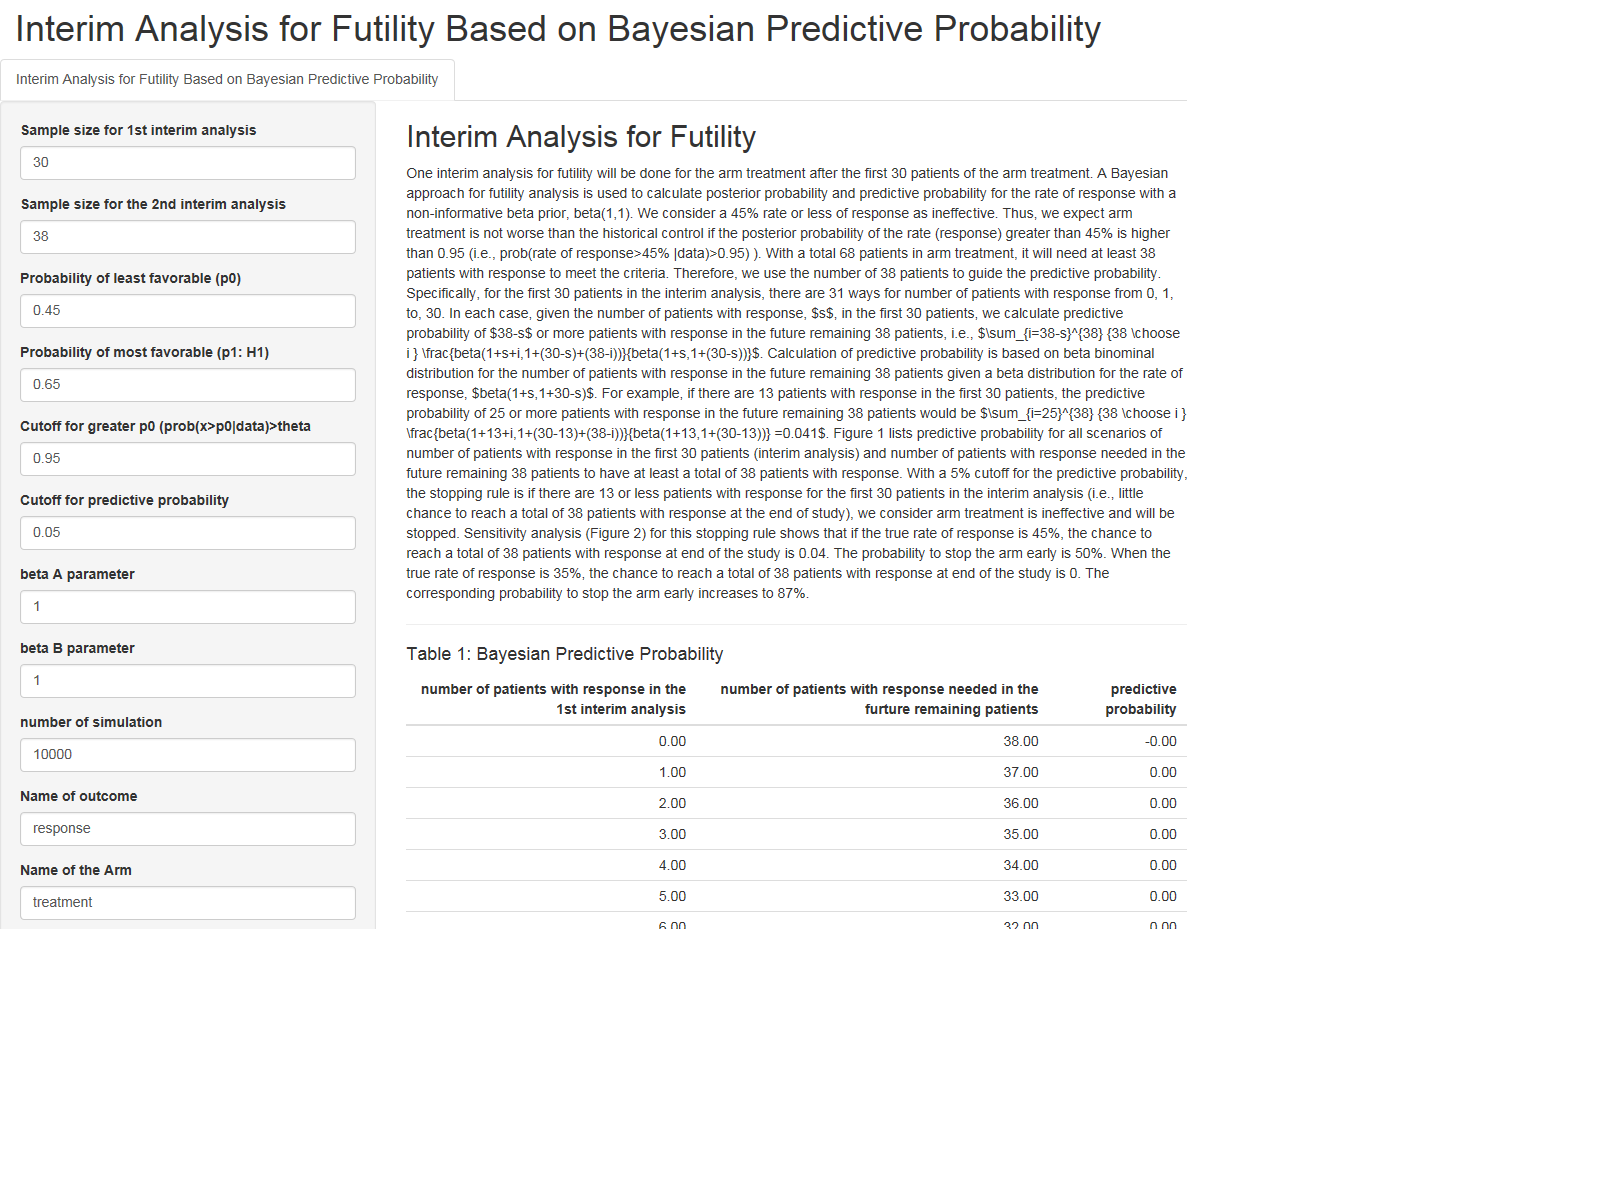 Interim Analysis for Futility Based on Bayesian Predictive Probability
Interim Analysis for Futility Based on Bayesian Predictive Probability
Sample size for 1st interim analysis
30
Sample size for the 2nd interim analysis
38
Probability of least favorable (p0)
0.45
Probability of most favorable (p1: H1)
0.65
Cutoff for greater p0 (prob(x>p0|data)>theta
0.95
Cutoff for predictive probability
0.05
beta A parameter
1
beta B parameter
1
number of simulation
10000
Name of outcome
response
Name of the Arm
treatment
Interim Analysis for Futility
One interim analysis for futility will be done for the arm treatment after the first 30 patients of the arm treatment. A Bayesian
approach for futility analysis is used to calculate posterior probability and predictive probability for the rate of response with a
non-informative beta prior, beta(1,1). We consider a 45% rate or less of response as ineffective. Thus, we expect arm
treatment is not worse than the historical control if the posterior probability of the rate (response) greater than 45% is higher
than 0.95 (i.e., prob(rate of response>45% |data)>0.95) ). With a total 68 patients in arm treatment, it will need at least 38
patients with response to meet the criteria. Therefore, we use the number of 38 patients to guide the predictive probability.
Specifically, for the first 30 patients in the interim analysis, there are 31 ways for number of patients with response from 0, 1,
to, 30. In each case, given the number of patients with response, $s$, in the first 30 patients, we calculate predictive
probability of $38-s$ or more patients with response in the future remaining 38 patients, i.e., $\sum_{i=38-s}^{38} {38 \choose
i } \frac{beta(1+s+i,1+(30-s)+(38-i))}{beta(1+s,1+(30-s))}$. Calculation of predictive probability is based on beta binominal
distribution for the number of patients with response in the future remaining 38 patients given a beta distribution for the rate of
response, $beta(1+s,1+30-s)$. For example, if there are 13 patients with response in the first 30 patients, the predictive
probability of 25 or more patients with response in the future remaining 38 patients would be $\sum_{i=25}^{38} {38 \choose i }
\frac{beta(1+13+i,1+(30-13)+(38-i))}{beta(1+13,1+(30-13))} =0.041$. Figure 1 lists predictive probability for all scenarios of
number of patients with response in the first 30 patients (interim analysis) and number of patients with response needed in the
future remaining 38 patients to have at least a total of 38 patients with response. With a 5% cutoff for the predictive probability,
the stopping rule is if there are 13 or less patients with response for the first 30 patients in the interim analysis (i.e., little
chance to reach a total of 38 patients with response at the end of study), we consider arm treatment is ineffective and will be
stopped. Sensitivity analysis (Figure 2) for this stopping rule shows that if the true rate of response is 45%, the chance to
reach a total of 38 patients with response at end of the study is 0.04. The probability to stop the arm early is 50%. When the
true rate of response is 35%, the chance to reach a total of 38 patients with response at end of the study is 0. The
corresponding probability to stop the arm early increases to 87%.
Table 1: Bayesian Predictive Probability
number of patients with response in the 1st interim analysis number of patients with response needed in the furture remaining patients predictive probability
0.00 38.00 -0.00
1.00 37.00 0.00
2.00 36.00 0.00
3.00 35.00 0.00
4.00 34.00 0.00
5.00 33.00 0.00
6.00 32.00 0.00